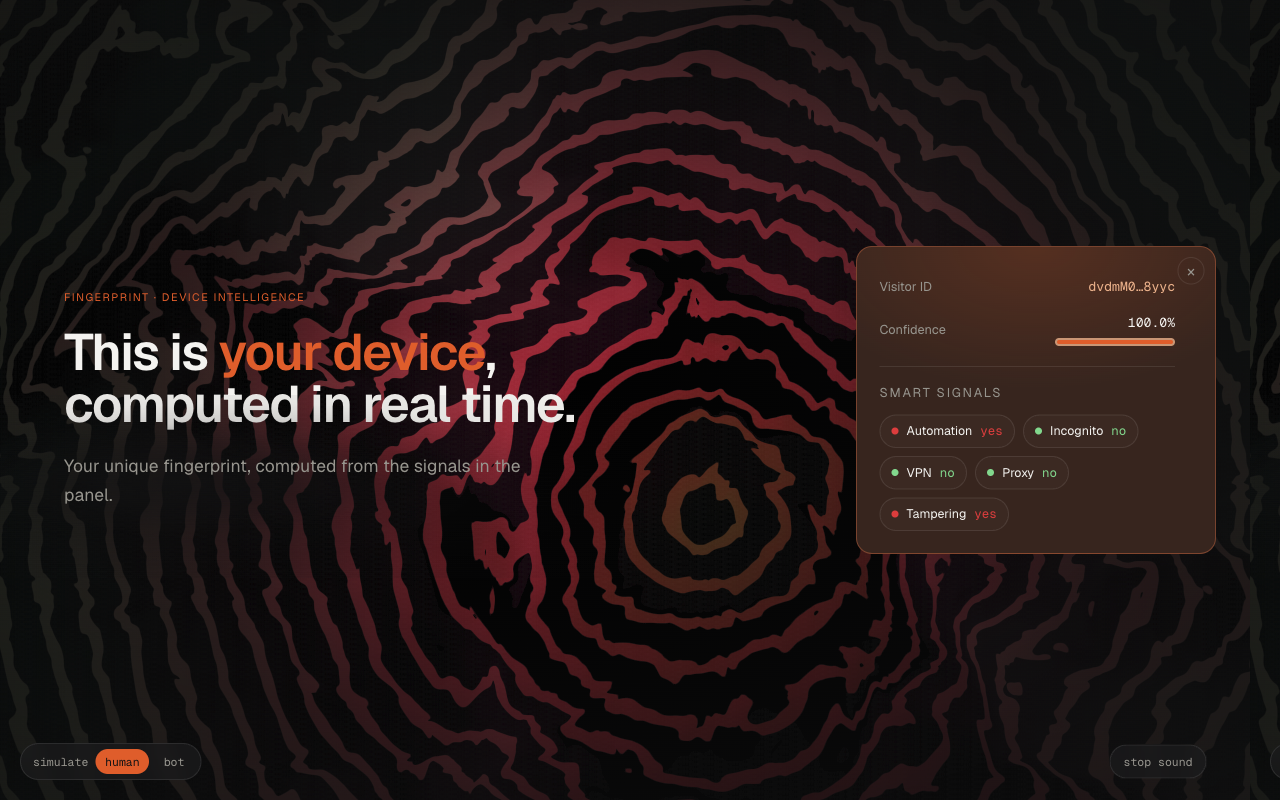 FINGERPRINT · DEVICE INTELLIGENCE
This is your device,
computed in real time.
Your unique fingerprint, computed from the signals in the
panel.
×
Visitor ID dvdmM0…8yyc
Confidence 100.0%
SMART SIGNALS
Automation yes Incognito no
VPN no Proxy no
Tampering yes
simulate human bot
stop sound